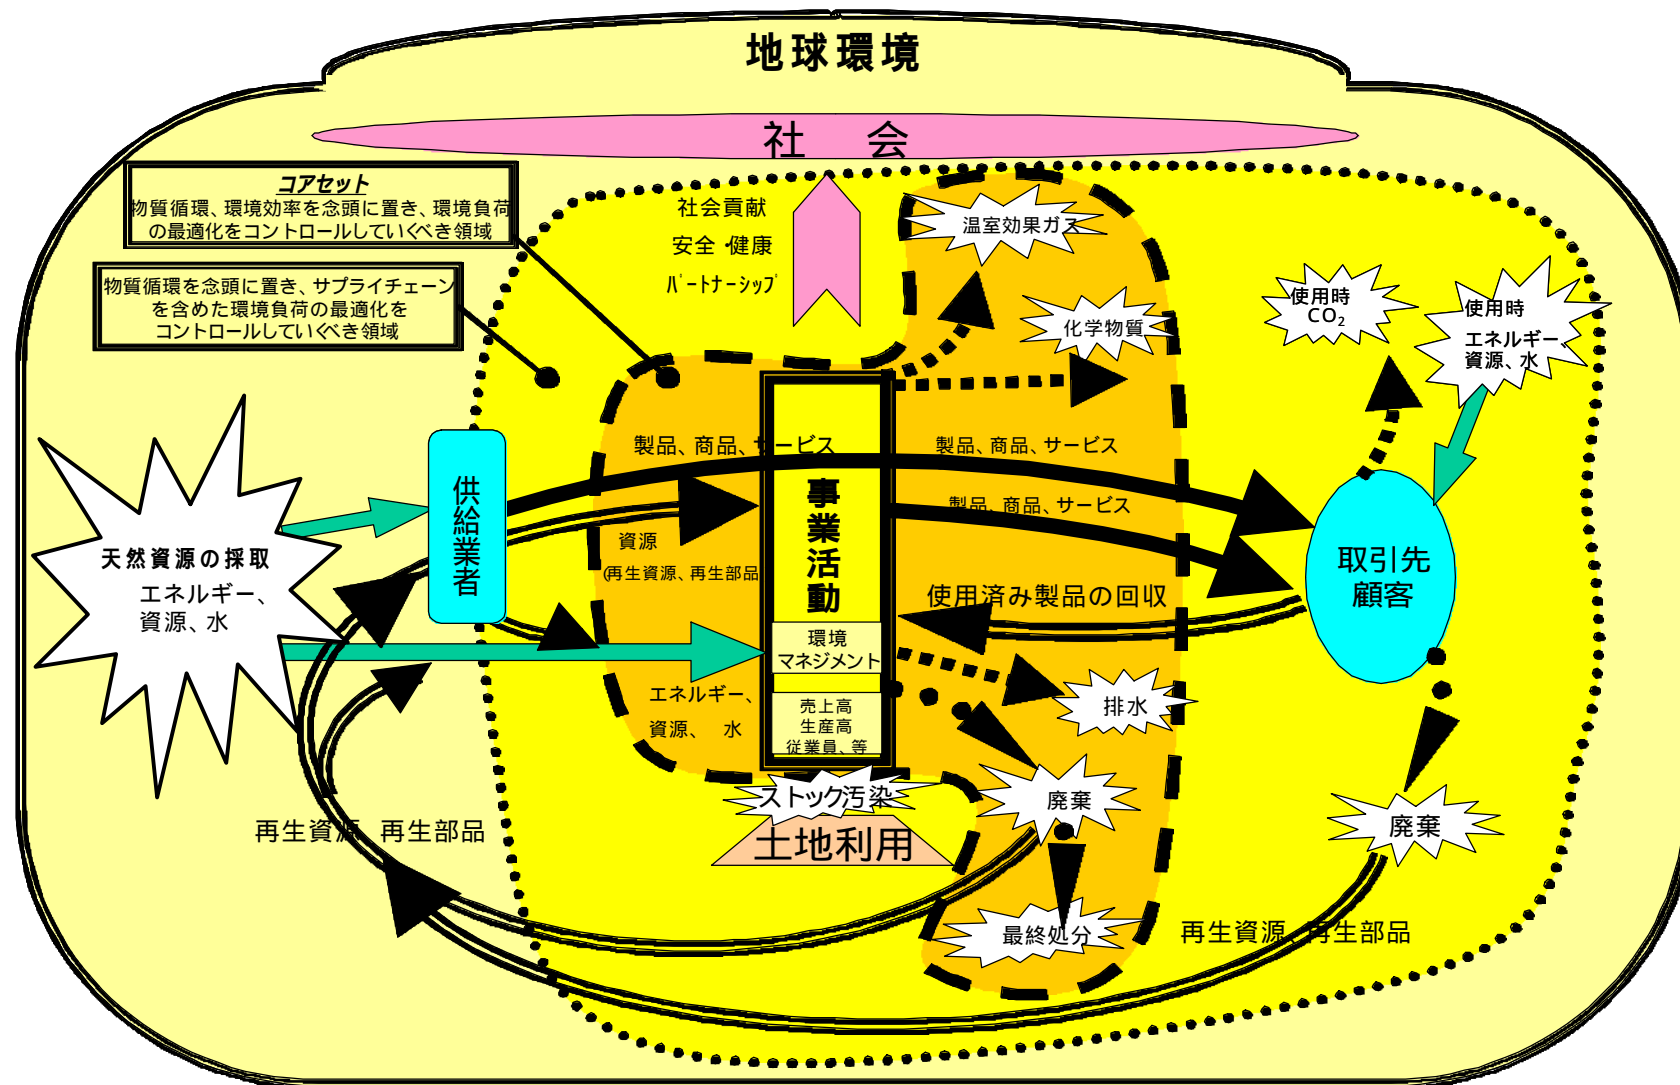 地球環境
社　会
コアセット
物質循環、環境効率を念頭に置き、環境負荷
の最適化をコントロールしていくべき領域
物質循環を念頭に置き、サプライチェーン
を含めた環境負荷の最適化を
コントロールしていくべき領域
社会貢献
安全・健康
パートナーシップ
温室効果ガス
化学物質
使用時
CO₂
使用時
エネルギー、
資源、水
天然資源の採取
エネルギー、
資源、水
供給業者
製品、商品、サービス
製品、商品、サービス
製品、商品、サービス
資源
(再生資源、再生部品
事業活動
環境
マネジメント
売上高
生産高
従業員、等
使用済み製品の回収
取引先
顧客
エネルギー、
資源、　水
排水
ストック汚染
土地利用
廃棄
廃棄
最終処分
再生資源、再生部品
再生資源、再生部品